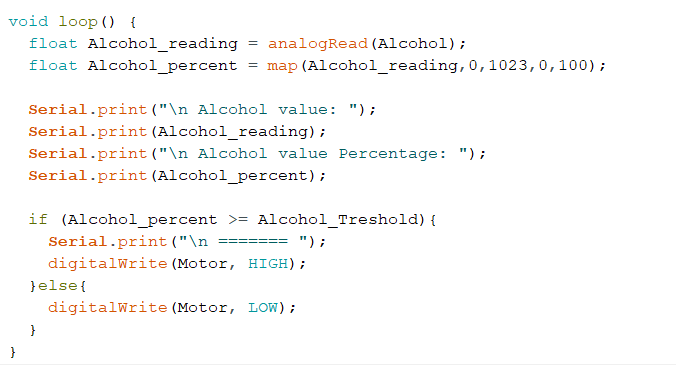 void loop() {
  float Alcohol_reading = analogRead(Alcohol);
  float Alcohol_percent = map(Alcohol_reading,0,1023,0,100);

  Serial.print("\n Alcohol value: ");
  Serial.print(Alcohol_reading);
  Serial.print("\n Alcohol value Percentage: ");
  Serial.print(Alcohol_percent);

  if (Alcohol_percent >= Alcohol_Treshold){
    Serial.print("\n ======= ");
    digitalWrite(Motor, HIGH);
  }else{
    digitalWrite(Motor, LOW);
  }
}